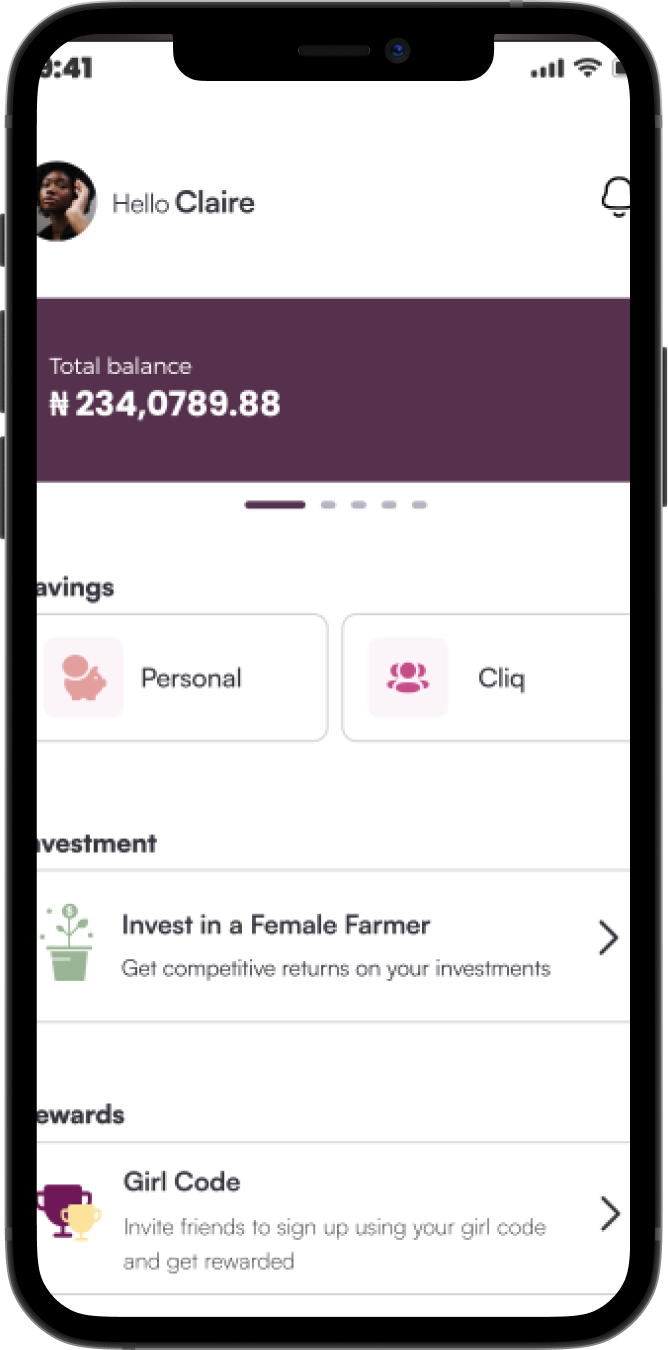 9:41
Hello Claire
Total balance
₦ 234,0789.88
avings
Personal
Cliq
nvestment
Invest in a Female Farmer
Get competitive returns on your investments
ewards
Girl Code
Invite friends to sign up using your girl code
and get rewarded